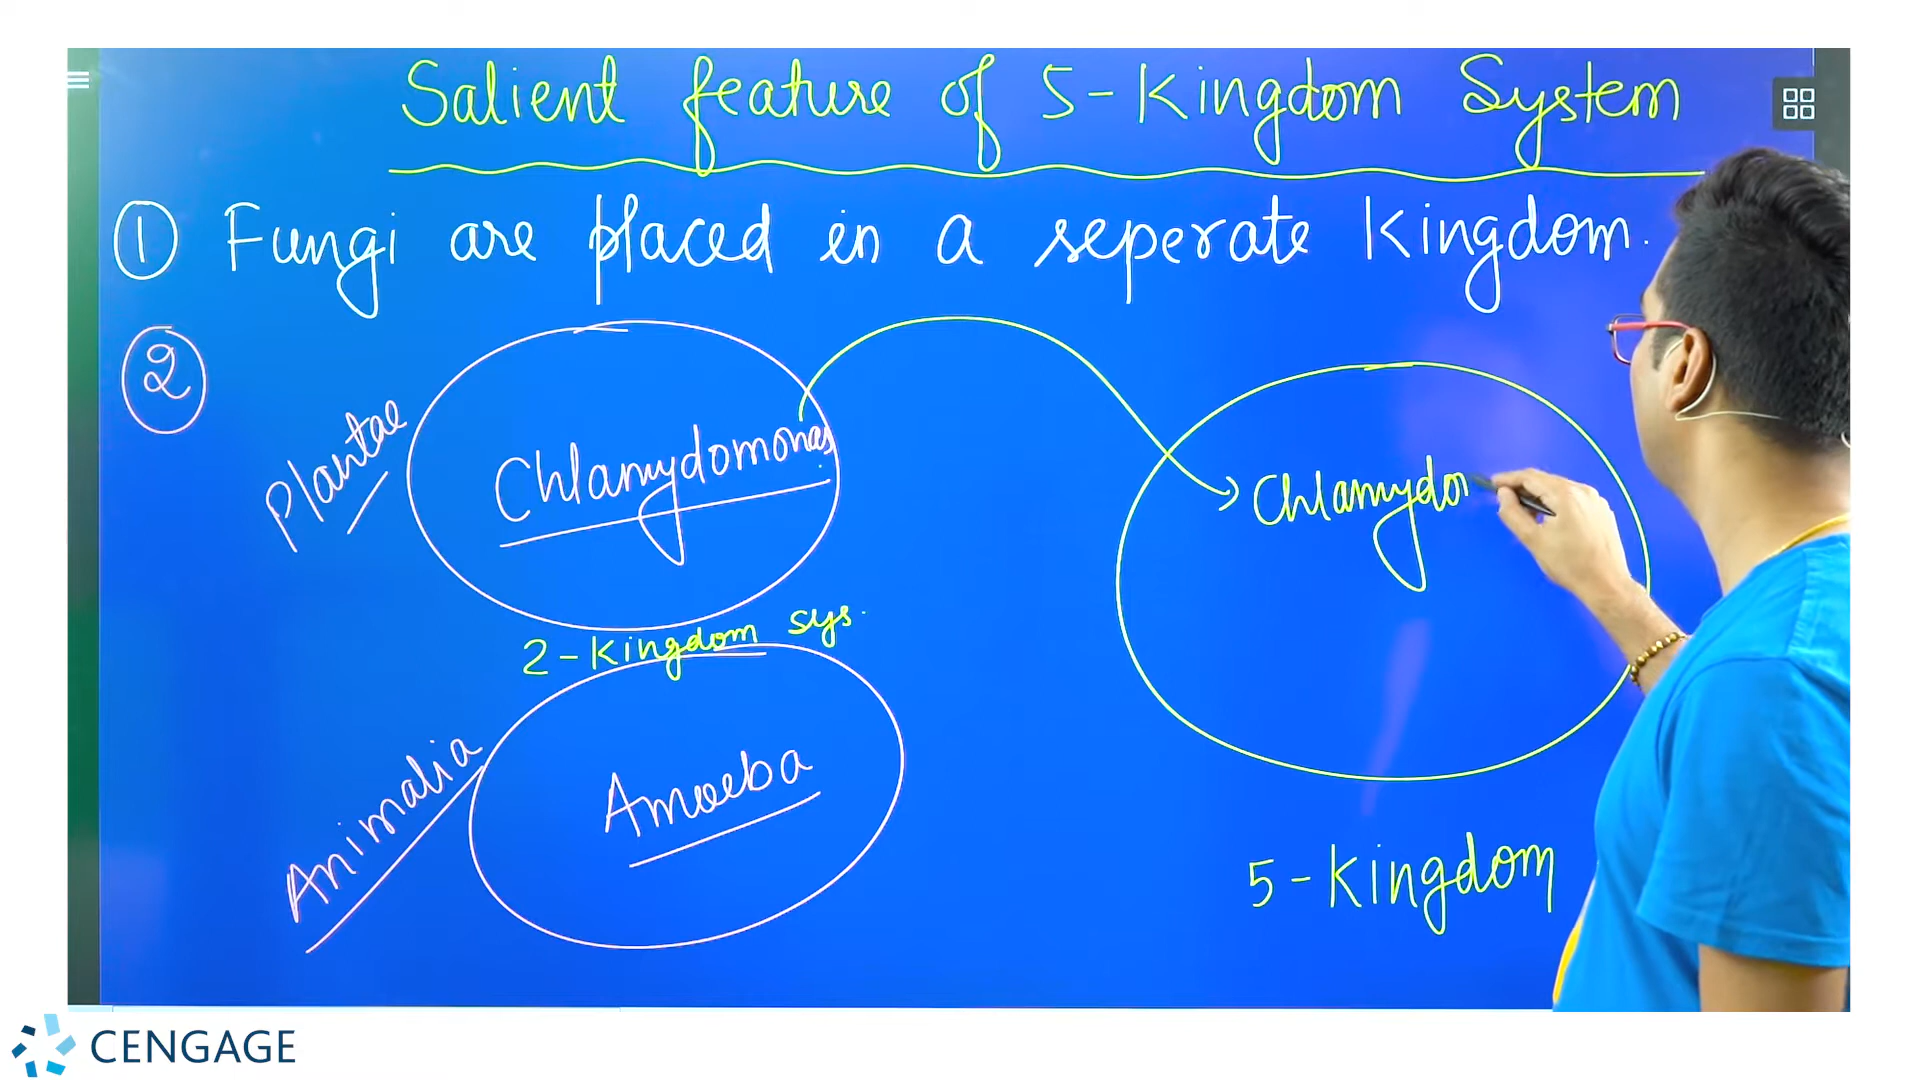 Salient feature of 5-Kingdom System
① Fungi are placed in a seperate Kingdom.
②
Plantae
Chlamydomonas
Chlamydom
2-Kingdom sys.
Animalia
Amoeba
5-Kingdom
CENGAGE